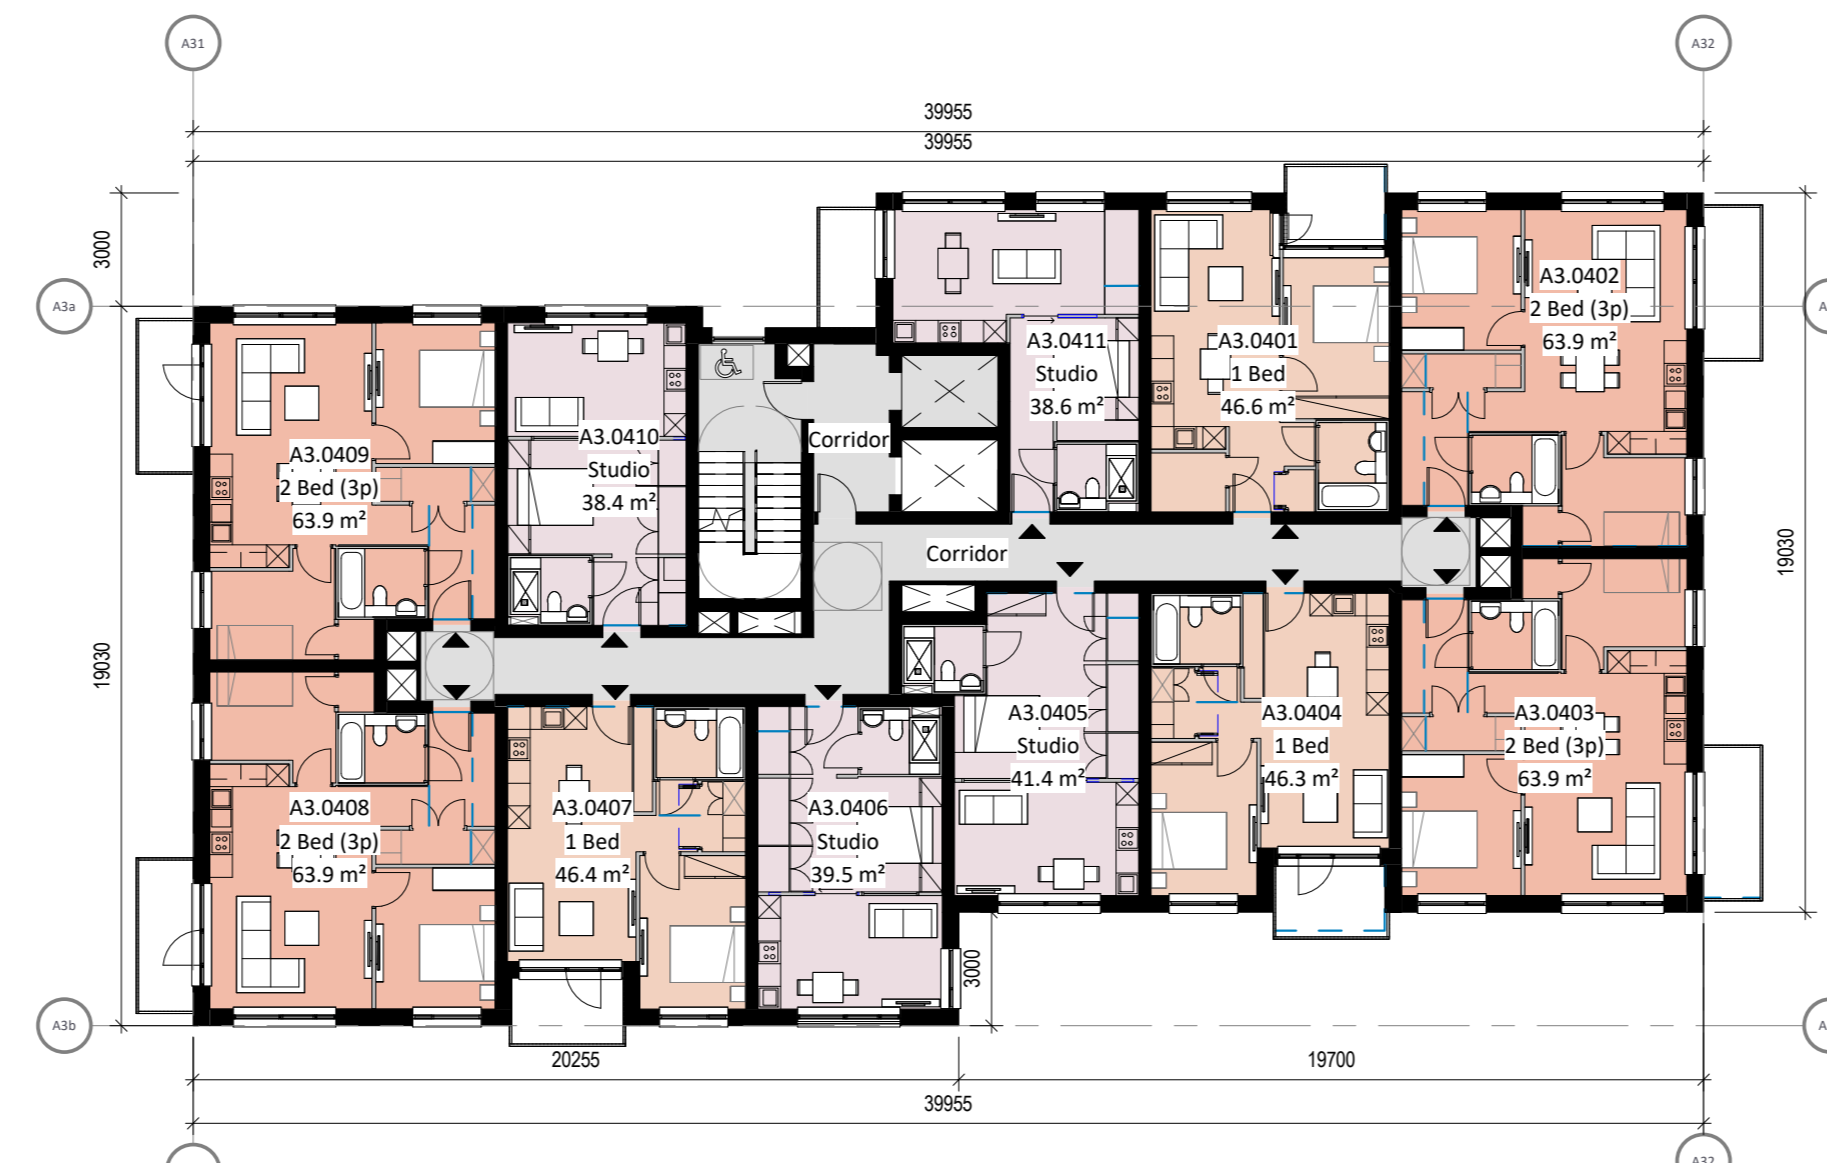 A31
A32
39955
39955
3000
A3a
A3.0402
2 Bed (3p)
63.9 m²
A3.0411
Studio
38.6 m²
A3.0401
1 Bed
46.6 m²
A3.0410
Studio
38.4 m²
Corridor
A3.0409
2 Bed (3p)
63.9 m²
Corridor
19030
19030
A3.0405
Studio
41.4 m²
A3.0404
1 Bed
46.3 m²
A3.0403
2 Bed (3p)
63.9 m²
A3.0408
2 Bed (3p)
63.9 m²
A3.0407
1 Bed
46.4 m²
A3.0406
Studio
39.5 m²
3000
A3b
20255
19700
39955
A32